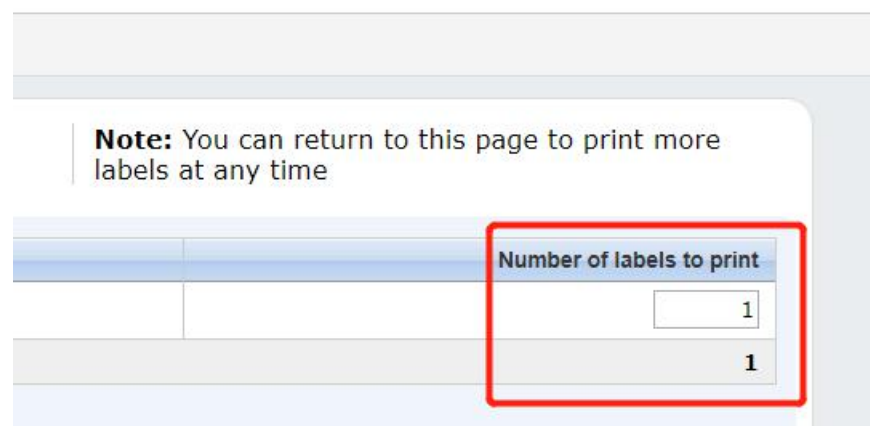 Note: You can return to this page to print more
labels at any time
Number of labels to print
1
1